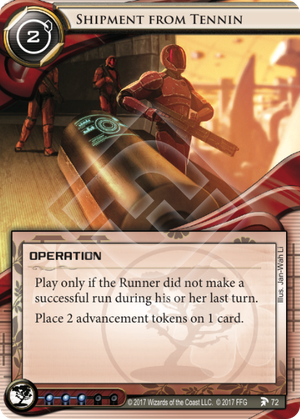 Shipment from Tennin
2
OPERATION
Play only if the Runner did not make a
successful run during his or her last turn.
Place 2 advancement tokens on 1 card.
Illus. Jan-Wah Li
© 2017 Wizards of the Coast LLC. © 2017 FFG
72